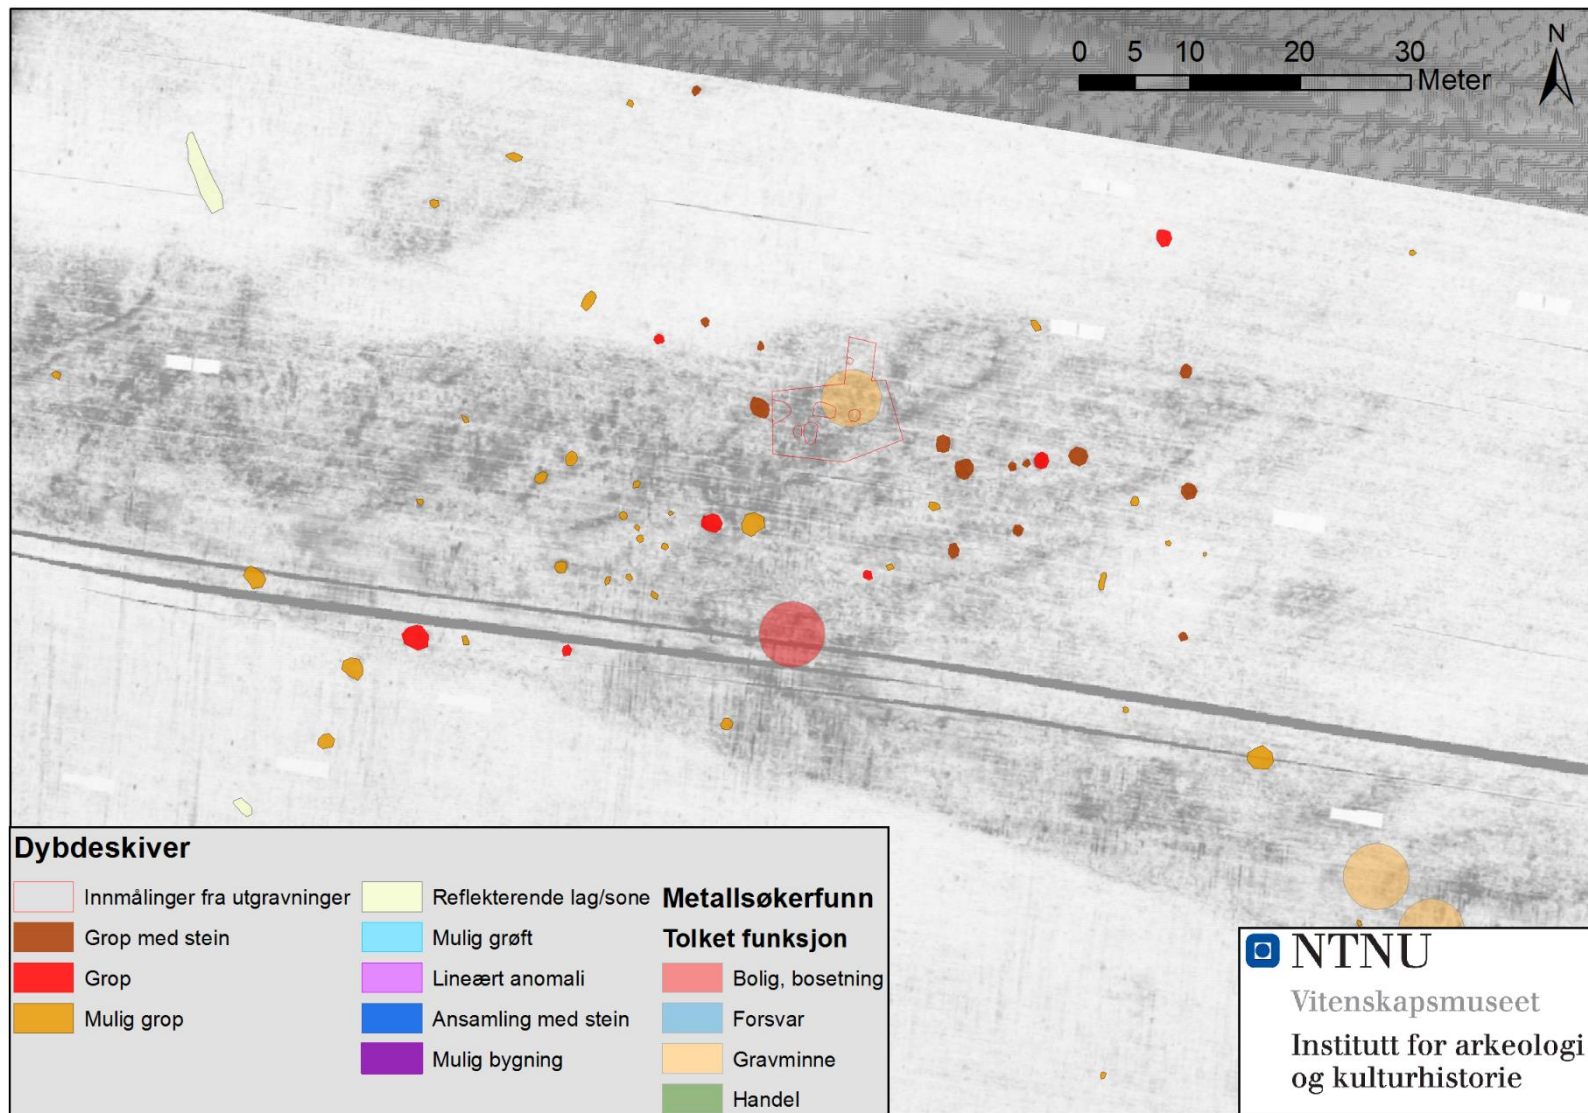 N
0 5 10 20 30
Meter
Dybdeskiver
Innmålinger fra utgravninger
Grop med stein
Grop
Mulig grop
Reflekterende lag/sone
Mulig grøft
Lineært anomali
Ansamling med stein
Mulig bygning
Metallsøkerfunn
Tolket funksjon
Bolig, bosetning
Forsvar
Gravminne
Handel
NTNU
Vitenskapsmuseet
Institutt for arkeologi
og kulturhistorie